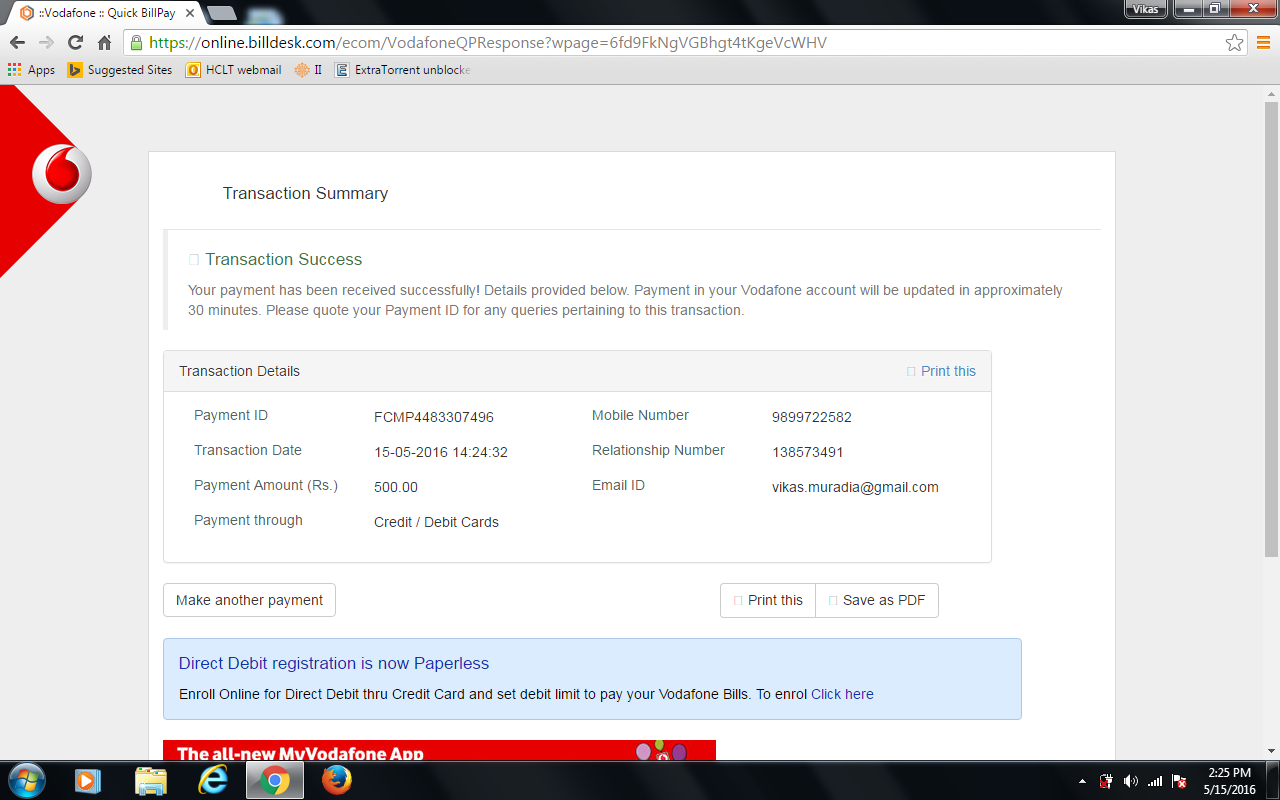 ::Vodafone :: Quick BillPay
Vikas
https://online.billdesk.com/ecom/VodafoneQPResponse?wpage=6fd9FkNgVGBhgt4tKgeVcWHV
Apps Suggested Sites HCLT webmail II ExtraTorrent unblocke
Transaction Summary
Transaction Success
Your payment has been received successfully! Details provided below. Payment in your Vodafone account will be updated in approximately
30 minutes. Please quote your Payment ID for any queries pertaining to this transaction.
Transaction Details Print this
Payment ID FCMP4483307496 Mobile Number 9899722582
Transaction Date 15-05-2016 14:24:32 Relationship Number 138573491
Payment Amount (Rs.) 500.00 Email ID vikas.muradia@gmail.com
Payment through Credit / Debit Cards
Make another payment Print this Save as PDF
Direct Debit registration is now Paperless
Enroll Online for Direct Debit thru Credit Card and set debit limit to pay your Vodafone Bills. To enrol Click here
The all-new MyVodafone App
2:25 PM
5/15/2016